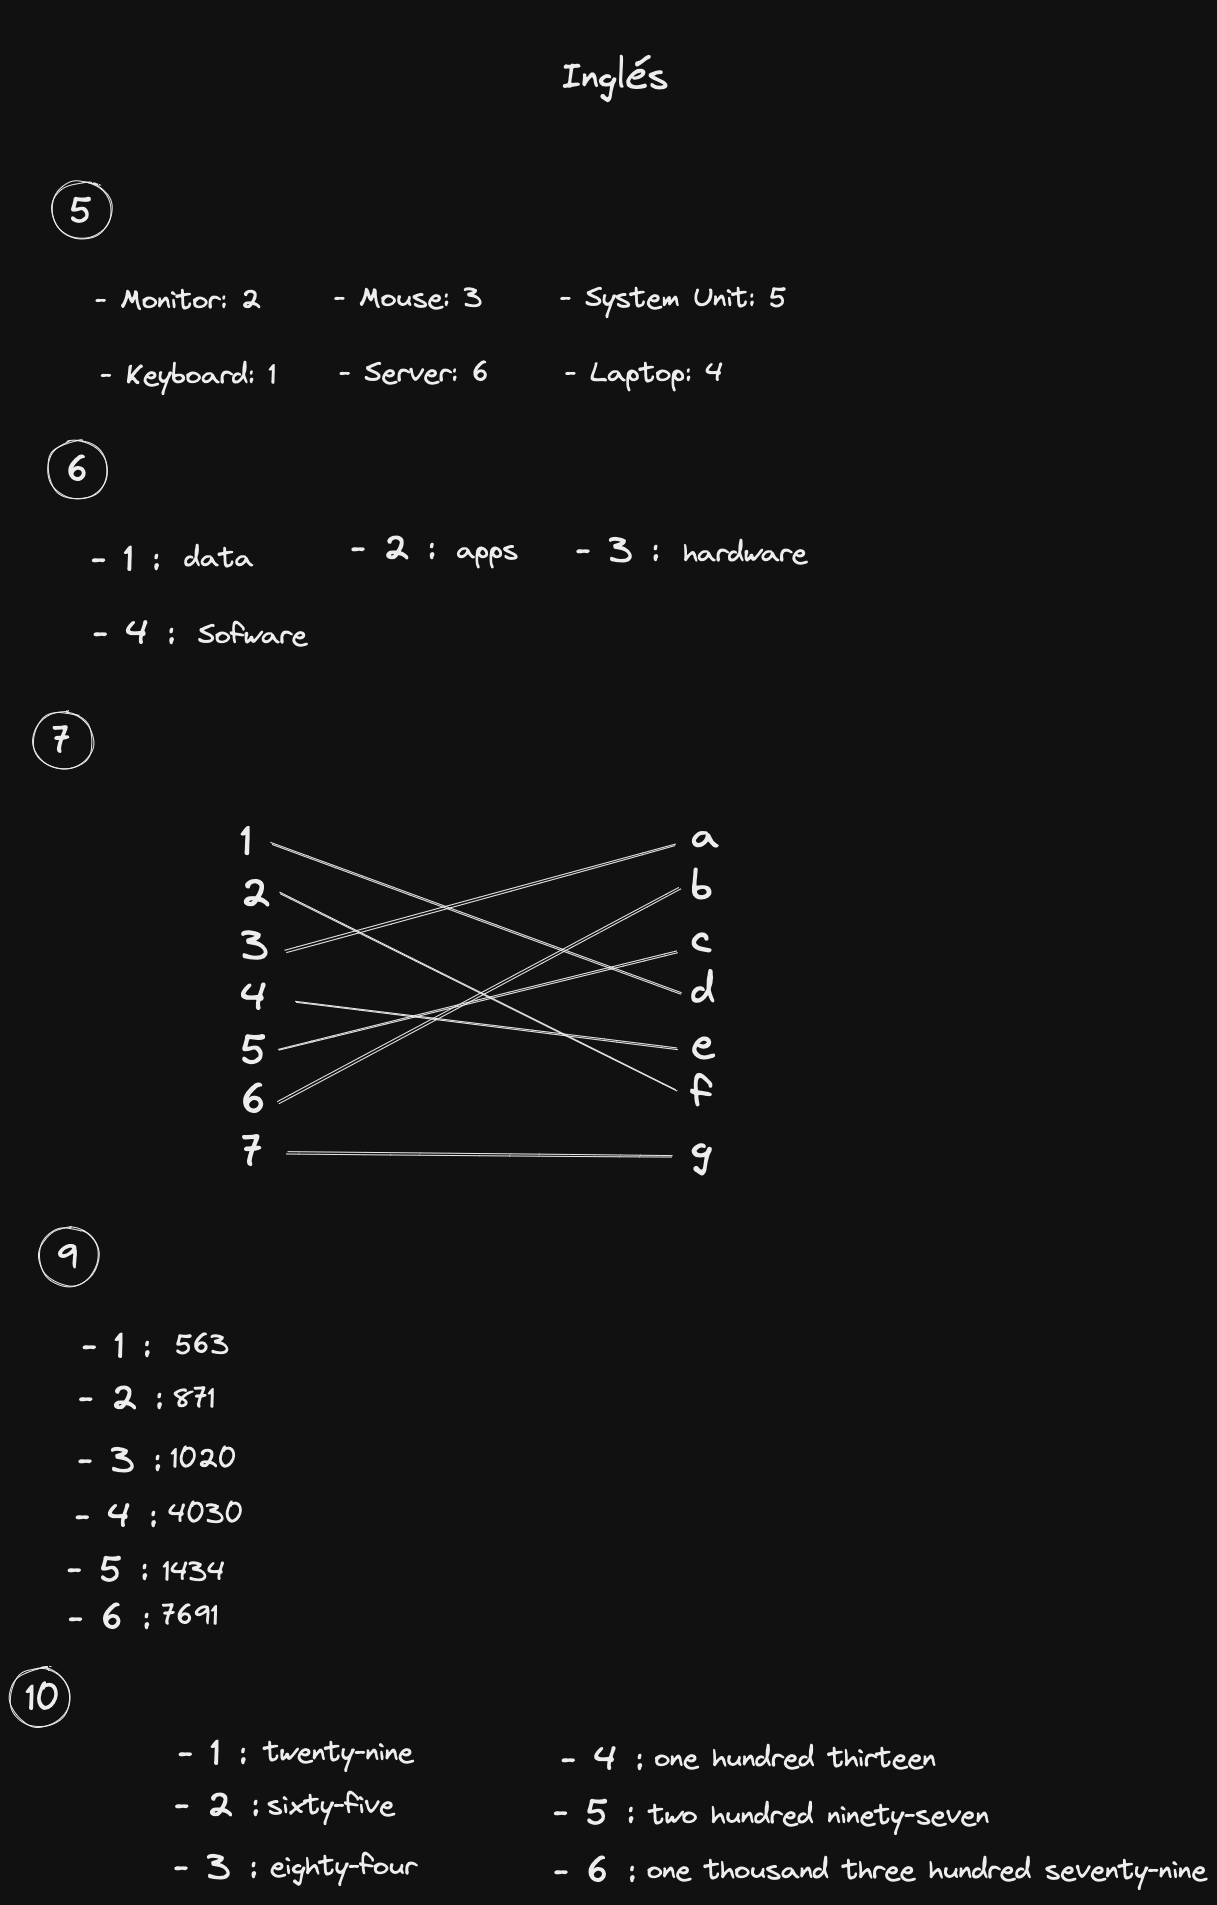 Inglés
5
- Monitor: 2 - Mouse: 3 - System Unit: 5
- Keyboard: 1 - Server: 6 - Laptop: 4
6
- 1 : data - 2 : apps - 3 : hardware
- 4 : Sofware
7
1 a
2 b
3 c
4 d
5 e
6 f
7 g
9
- 1 : 563
- 2 : 871
- 3 : 1020
- 4 : 4030
- 5 : 1434
- 6 : 7691
10
- 1 : twenty-nine - 4 : one hundred thirteen
- 2 : sixty-five - 5 : two hundred ninety-seven
- 3 : eighty-four - 6 : one thousand three hundred seventy-nine